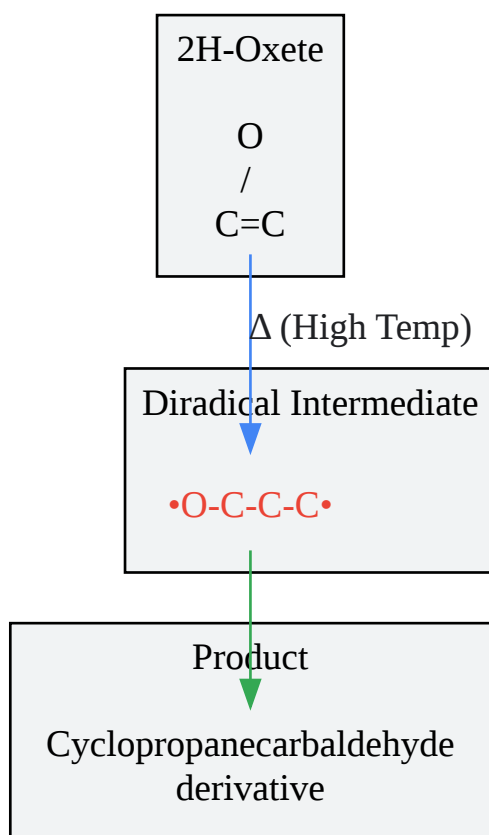 2H-Oxete
O
/
C=C
Δ (High Temp)
Diradical Intermediate
•O-C-C-C•
Product
Cyclopropanecarbaldehyde
derivative